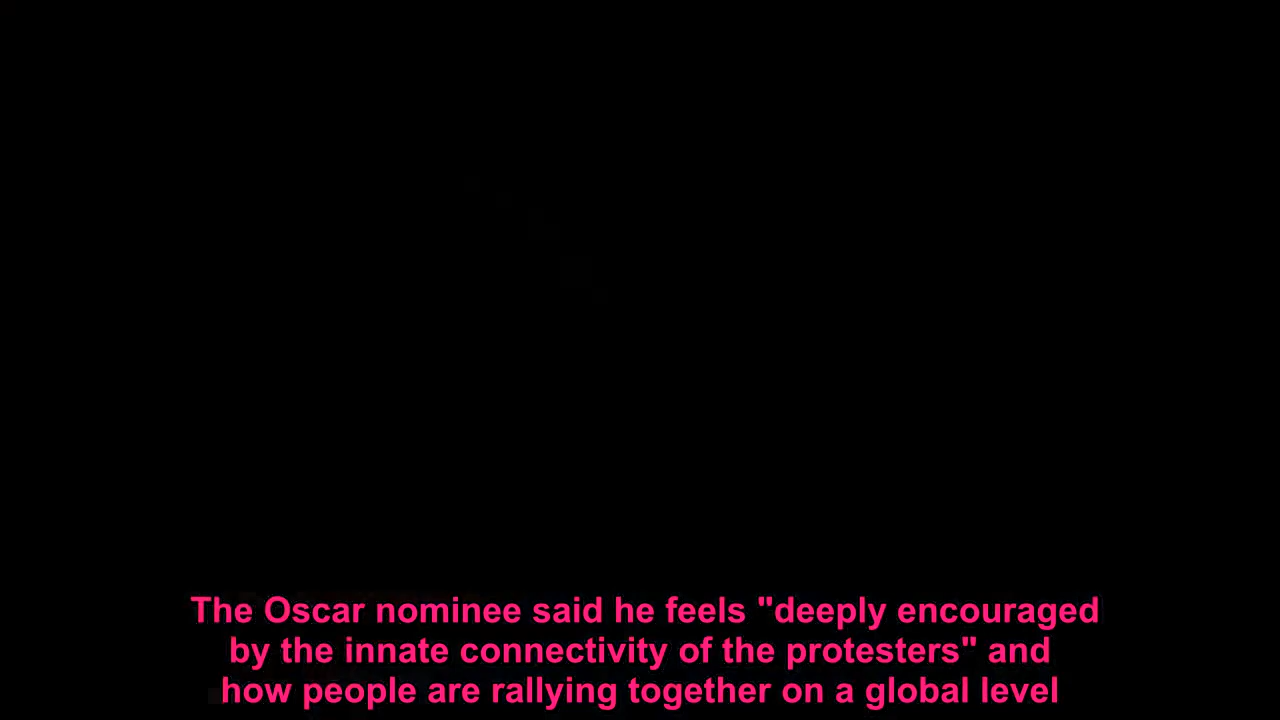 The Oscar nominee said he feels "deeply encouraged
by the innate connectivity of the protesters" and
how people are rallying together on a global level